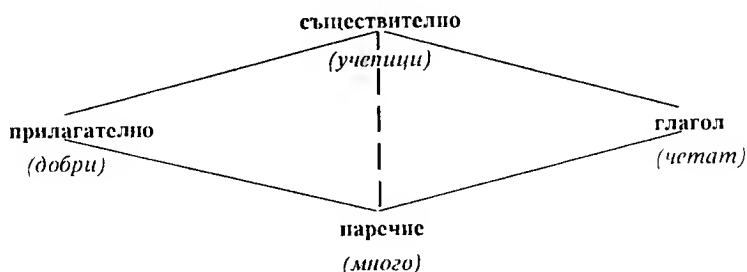 съществително
(ученици)
прилагателно
глагол
(добри)
(четат)
наречие
(много)